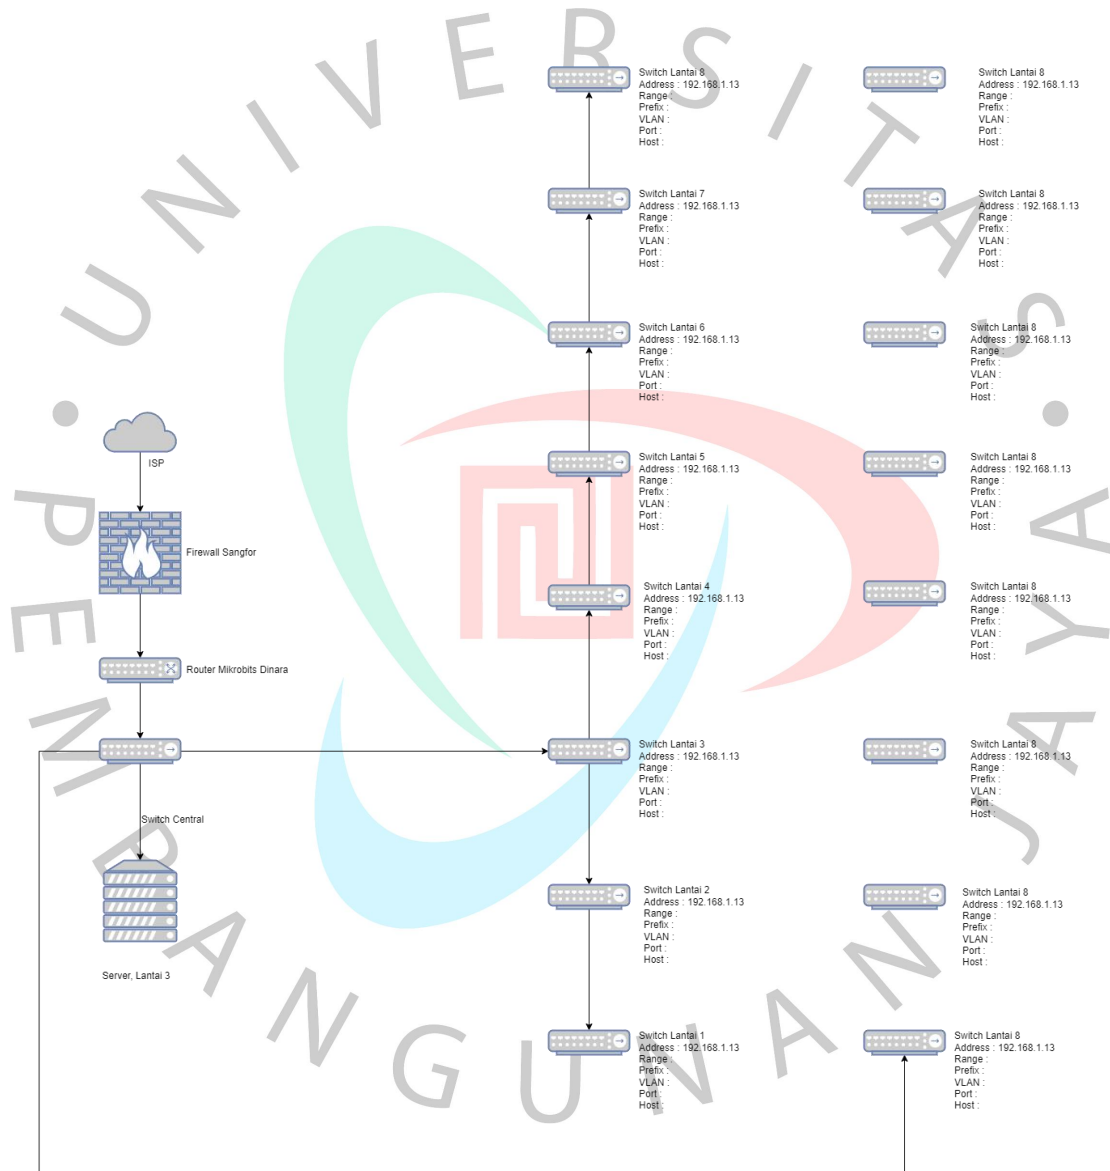 UNIVERSITAS
PEMBANGUNAN JAYA
ISP
Firewall Sangfor
Router Mikrobits Dinara
Switch Central
Server, Lantai 3
Switch Lantai 8
Address : 192.168.1.13
Range :
Prefix :
VLAN :
Port :
Host :
Switch Lantai 7
Address : 192.168.1.13
Range :
Prefix :
VLAN :
Port :
Host :
Switch Lantai 6
Address : 192.168.1.13
Range :
Prefix :
VLAN :
Port :
Host :
Switch Lantai 5
Address : 192.168.1.13
Range :
Prefix :
VLAN :
Port :
Host :
Switch Lantai 4
Address : 192.168.1.13
Range :
Prefix :
VLAN :
Port :
Host :
Switch Lantai 3
Address : 192.168.1.13
Range :
Prefix :
VLAN :
Port :
Host :
Switch Lantai 2
Address : 192.168.1.13
Range :
Prefix :
VLAN :
Port :
Host :
Switch Lantai 1
Address : 192.168.1.13
Range :
Prefix :
VLAN :
Port :
Host :
Switch Lantai 8
Address : 192.168.1.13
Range :
Prefix :
VLAN :
Port :
Host :
Switch Lantai 8
Address : 192.168.1.13
Range :
Prefix :
VLAN :
Port :
Host :
Switch Lantai 8
Address : 192.168.1.13
Range :
Prefix :
VLAN :
Port :
Host :
Switch Lantai 8
Address : 192.168.1.13
Range :
Prefix :
VLAN :
Port :
Host :
Switch Lantai 8
Address : 192.168.1.13
Range :
Prefix :
VLAN :
Port :
Host :
Switch Lantai 8
Address : 192.168.1.13
Range :
Prefix :
VLAN :
Port :
Host :
Switch Lantai 8
Address : 192.168.1.13
Range :
Prefix :
VLAN :
Port :
Host :
Switch Lantai 8
Address : 192.168.1.13
Range :
Prefix :
VLAN :
Port :
Host :